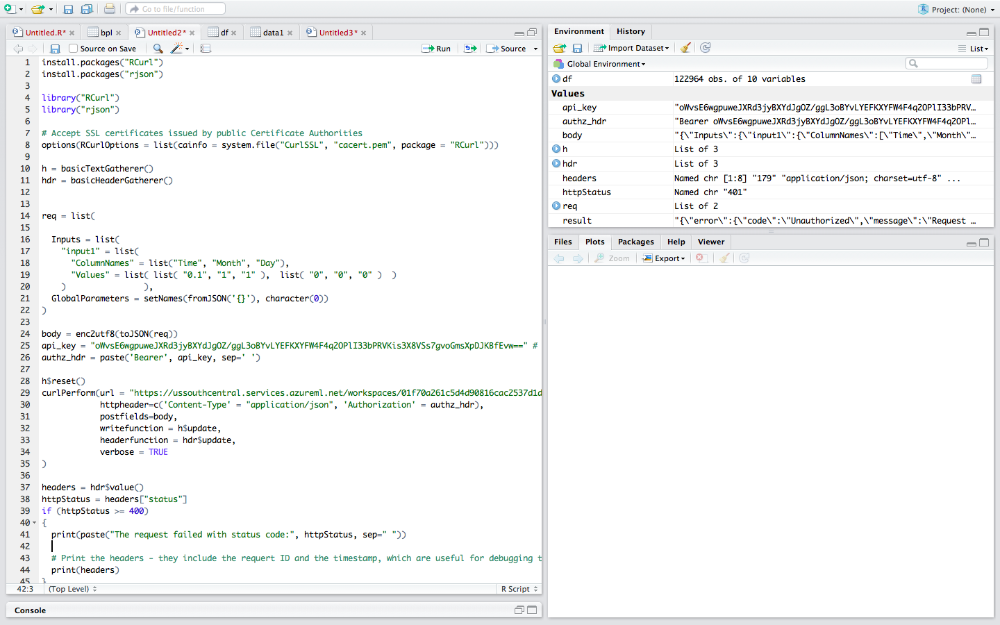 Go to file/function
Project: (None)
Untitled.R*
bpl
Untitled2*
df
data1
Untitled3*
Source on Save
Run
Source
1 install.packages("RCurl")
2 install.packages("rjson")
3
4 library("RCurl")
5 library("rjson")
6
7 # Accept SSL certificates issued by public Certificate Authorities
8 options(RCurlOptions = list(cainfo = system.file("CurlSSL", "cacert.pem", package = "RCurl")))
9
10 h = basicTextGatherer()
11 hdr = basicHeaderGatherer()
12
13
14 req = list(
15
16 Inputs = list(
17 "input1" = list(
18 "ColumnNames" = list("Time", "Month", "Day"),
19 "Values" = list( list( "0.1", "1", "1" ), list( "0", "0", "0" ) )
20 ) ),
21 GlobalParameters = setNames(fromJSON('{}'), character(0))
22 )
23
24 body = enc2utf8(toJSON(req))
25 api_key = "oWvsE6wgpuweJXRd3jyBXYdJgOZ/ggL3oBYvLYEFKXYFW4F4q2OPlI33bPRVKis3X8VSs7gvoGmsXpDJKBfEvw==" #
26 authz_hdr = paste('Bearer', api_key, sep=' ')
27
28 h$reset()
29 curlPerform(url = "https://ussouthcentral.services.azureml.net/workspaces/01f70a261c5d4d90816cac2537d1d
30 httpheader=c('Content-Type' = "application/json", 'Authorization' = authz_hdr),
31 postfields=body,
32 writefunction = h$update,
33 headerfunction = hdr$update,
34 verbose = TRUE
35 )
36
37 headers = hdr$value()
38 httpStatus = headers["status"]
39 if (httpStatus >= 400)
40 {
41 print(paste("The request failed with status code:", httpStatus, sep=" "))
42
43 # Print the headers - they include the requert ID and the timestamp, which are useful for debugging t
44 print(headers)
45 }
42:3
(Top Level)
R Script
Console
Environment
History
Import Dataset
List
Global Environment
df 122964 obs. of 10 variables
Values
api_key "oWvsE6wgpuweJXRd3jyBXYdJgOZ/ggL3oBYvLYEFKXYFW4F4q2OPlI33bPRV…
authz_hdr "Bearer oWvsE6wgpuweJXRd3jyBXYdJgOZ/ggL3oBYvLYEFKXYFW4F4q2OPl…
body "{\"Inputs\":{\"input1\":{\"ColumnNames\":[\"Time\",\"Month\"…
h List of 3
hdr List of 3
headers Named chr [1:8] "179" "application/json; charset=utf-8" ...
httpStatus Named chr "401"
req List of 2
result "{\"error\":{\"code\":\"Unauthorized\",\"message\":\"Request …
Files
Plots
Packages
Help
Viewer
Zoom
Export